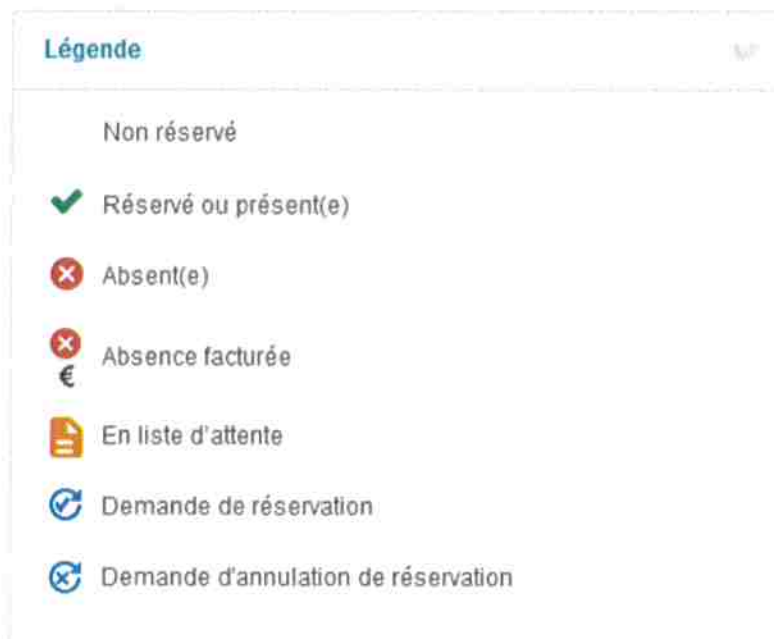 Légende
Non réservé
Réservé ou présent(e)
Absent(e)
Absence facturée
€
En liste d'attente
Demande de réservation
Demande d'annulation de réservation